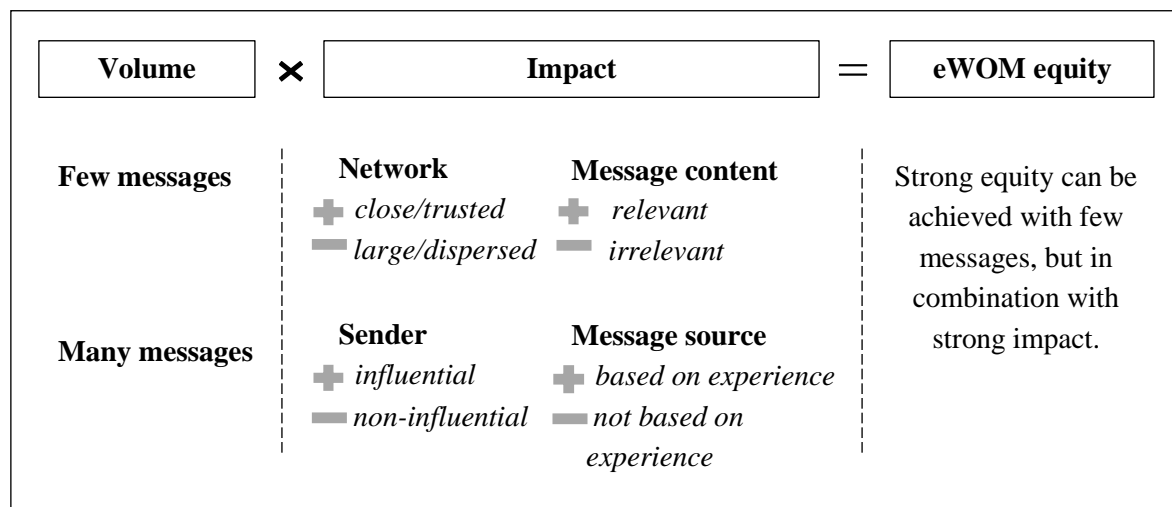 Volume × Impact = eWOM equity
Few messages
Many messages
Network
+ close/trusted
− large/dispersed
Message content
+ relevant
− irrelevant
Sender
+ influential
− non-influential
Message source
+ based on experience
− not based on
experience
Strong equity can be
achieved with few
messages, but in
combination with
strong impact.